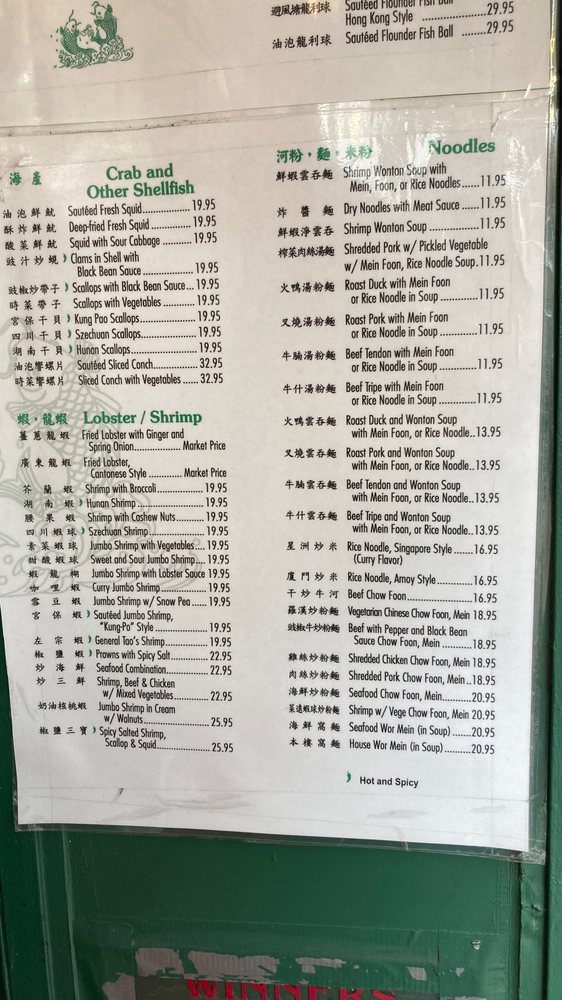 避風塘龍利球 Sautéed Flounder Fish Ball
Hong Kong Style ..................29.95
油泡龍利球 Sautéed Flounder Fish Ball .......29.95
海產 Crab and
Other Shellfish
油泡鮮魷 Sautéed Fresh Squid.................. 19.95
酥炸鮮魷 Deep-fried Fresh Squid .............. 19.95
酸菜鮮魷 Squid with Sour Cabbage .......... 19.95
豉汁炒蜆 Clams in Shell with
Black Bean Sauce ................... 19.95
豉椒炒帶子 Scallops with Black Bean Sauce... 19.95
時菜帶子 Scallops with Vegetables ............ 19.95
宮保干貝 Kung Pao Scallops..................... 19.95
四川干貝 Szechuan Scallops..................... 19.95
湖南干貝 Hunan Scallops......................... 19.95
油泡響螺片 Sautéed Sliced Conch................ 32.95
時菜響螺片 Sliced Conch with Vegetables ...... 32.95
蝦，龍蝦 Lobster / Shrimp
薑蔥龍蝦 Fried Lobster with Ginger and
Spring Onion.................. Market Price
廣東龍蝦 Fried Lobster,
Cantonese Style ............. Market Price
芥蘭蝦 Shrimp with Broccoli................... 19.95
湖南蝦 Hunan Shrimp ........................... 19.95
腰果蝦 Shrimp with Cashew Nuts........... 19.95
四川蝦球 Szechuan Shrimp....................... 19.95
素菜蝦球 Jumbo Shrimp with Vegetables .... 19.95
甜酸蝦球 Sweet and Sour Jumbo Shrimp.... 19.95
蝦龍糊 Jumbo Shrimp with Lobster Sauce 19.95
咖哩蝦 Curry Jumbo Shrimp ................. 19.95
雪豆蝦 Jumbo Shrimp w/ Snow Pea ...... 19.95
宮保蝦 Sautéed Jumbo Shrimp,
"Kung-Po" Style ..................... 19.95
左宗蝦 General Tao's Shrimp................. 19.95
椒鹽蝦 Prawns with Spicy Salt.............. 22.95
炒海鮮 Seafood Combination................. 22.95
炒三鮮 Shrimp, Beef & Chicken
w/ Mixed Vegetables............... 22.95
奶油核桃蝦 Jumbo Shrimp in Cream
w/ Walnuts............................ 25.95
椒鹽三寶 Spicy Salted Shrimp,
Scallop & Squid...................... 25.95
河粉，麵，米粉 Noodles
鮮蝦雲吞麵 Shrimp Wonton Soup with
Mein, Foon, or Rice Noodles ......11.95
炸醬麵 Dry Noodles with Meat Sauce ......11.95
鮮蝦淨雲吞 Shrimp Wonton Soup ..................11.95
榨菜肉絲湯麵 Shredded Pork w/ Pickled Vegetable
w/ Mein Foon, Rice Noodle Soup.11.95
火鴨湯粉麵 Roast Duck with Mein Foon
or Rice Noodle in Soup .............11.95
叉燒湯粉麵 Roast Pork with Mein Foon
or Rice Noodle in Soup .............11.95
牛腩湯粉麵 Beef Tendon with Mein Foon
or Rice Noodle in Soup .............11.95
牛什湯粉麵 Beef Tripe with Mein Foon
or Rice Noodle in Soup .............11.95
火鴨雲吞麵 Roast Duck and Wonton Soup
with Mein Foon, or Rice Noodle..13.95
叉燒雲吞麵 Roast Pork and Wonton Soup
with Mein Foon, or Rice Noodle..13.95
牛腩雲吞麵 Beef Tendon and Wonton Soup
with Mein Foon, or Rice Noodle..13.95
牛什雲吞麵 Beef Tripe and Wonton Soup
with Mein Foon, or Rice Noodle..13.95
星洲炒米 Rice Noodle, Singapore Style .......16.95
(Curry Flavor)
廈門炒米 Rice Noodle, Amoy Style.............16.95
干炒牛河 Beef Chow Foon........................16.95
羅漢炒粉麵 Vegetarian Chinese Chow Foon, Mein 18.95
豉椒牛炒粉麵 Beef with Pepper and Black Bean
Sauce Chow Foon, Mein ...........18.95
雞絲炒粉麵 Shredded Chicken Chow Foon, Mein 18.95
肉絲炒粉麵 Shredded Pork Chow Foon, Mein ..18.95
海鮮炒粉麵 Seafood Chow Foon, Mein..........20.95
菜遠蝦球炒粉麵 Shrimp w/ Vege Chow Foon, Mein 20.95
海鮮窩麵 Seafood Wor Mein (in Soup) .......20.95
本樓窩麵 House Wor Mein (in Soup) ..........20.95
Hot and Spicy
WINNERS